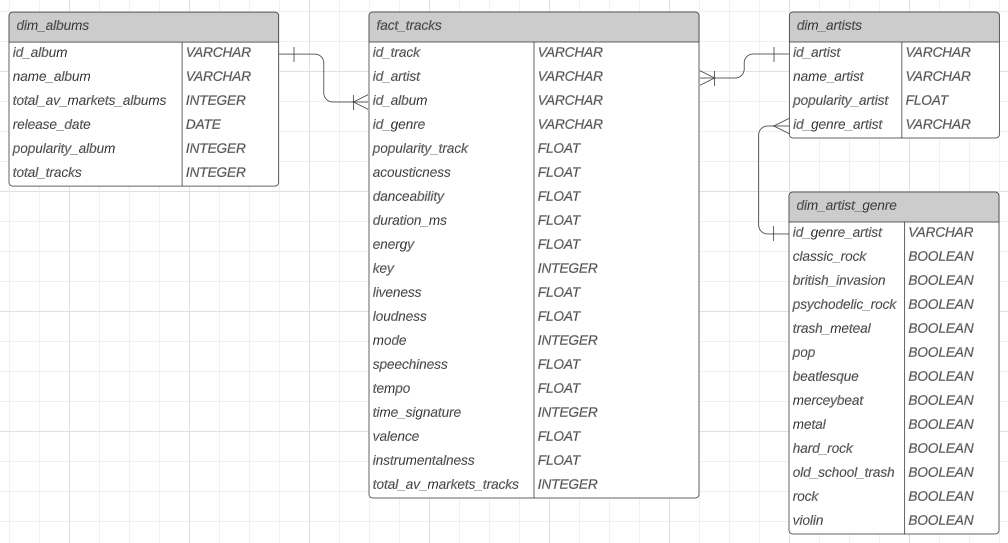 dim_albums
id_album VARCHAR
name_album VARCHAR
total_av_markets_albums INTEGER
release_date DATE
popularity_album INTEGER
total_tracks INTEGER
fact_tracks
id_track VARCHAR
id_artist VARCHAR
id_album VARCHAR
id_genre VARCHAR
popularity_track FLOAT
acousticness FLOAT
danceability FLOAT
duration_ms FLOAT
energy FLOAT
key INTEGER
liveness FLOAT
loudness FLOAT
mode INTEGER
speechiness FLOAT
tempo FLOAT
time_signature INTEGER
valence FLOAT
instrumentalness FLOAT
total_av_markets_tracks INTEGER
dim_artists
id_artist VARCHAR
name_artist VARCHAR
popularity_artist FLOAT
id_genre_artist VARCHAR
dim_artist_genre
id_genre_artist VARCHAR
classic_rock BOOLEAN
british_invasion BOOLEAN
psychodelic_rock BOOLEAN
trash_meteal BOOLEAN
pop BOOLEAN
beatlesque BOOLEAN
merceybeat BOOLEAN
metal BOOLEAN
hard_rock BOOLEAN
old_school_trash BOOLEAN
rock BOOLEAN
violin BOOLEAN